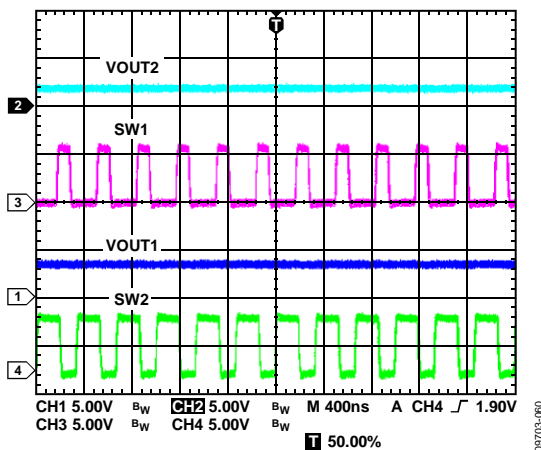 T
VOUT2
2
SW1
3
VOUT1
1
SW2
4
CH1 5.00V BW CH2 5.00V BW M 400ns A CH4 1.90V
CH3 5.00V BW CH4 5.00V BW
T 50.00%
09703-060